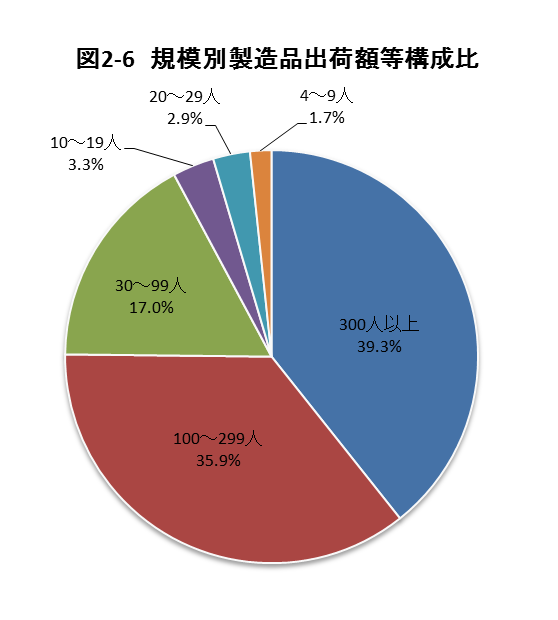 図2-6 規模別製造品出荷額等構成比
20～29人
2.9%
4～9人
1.7%
10～19人
3.3%
30～99人
17.0%
300人以上
39.3%
100～299人
35.9%